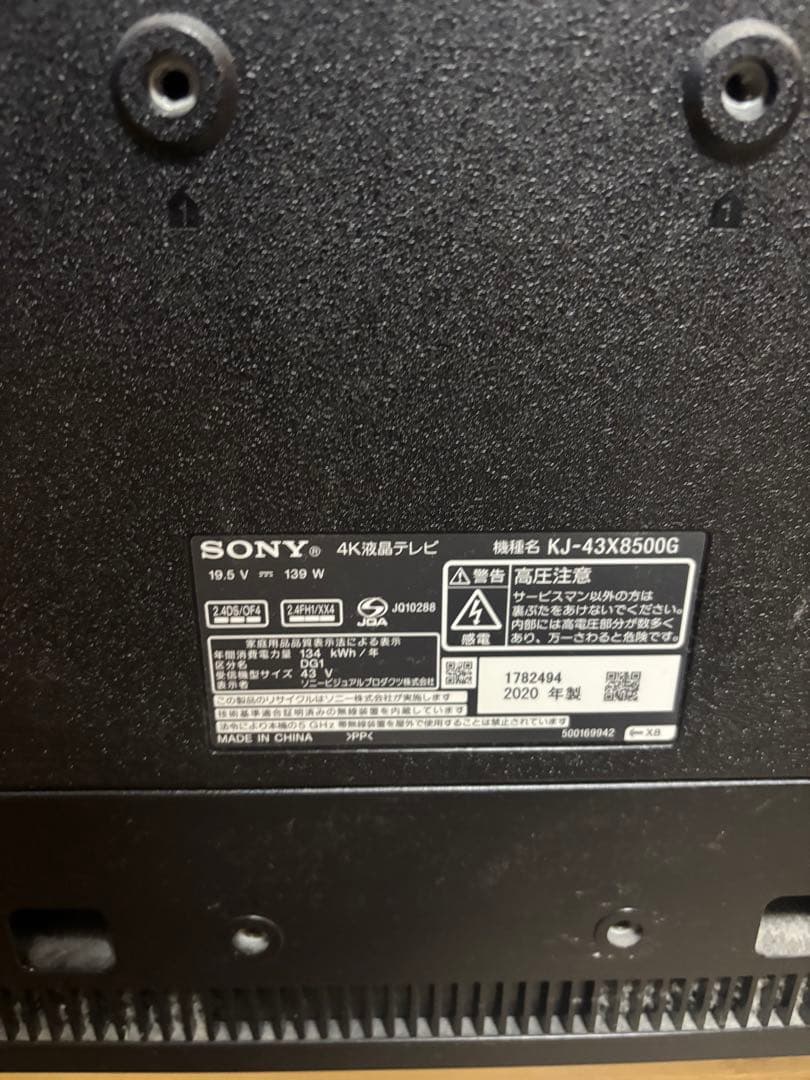 1
1
SONY® 4K液晶テレビ 機種名 KJ-43X8500G
19.5 V ⎓ 139 W
2.4DS/OF4 2.4FH1/XX4 JQA JQ10288
家庭用品品質表示法による表示
年間消費電力量 134 kWh/年
区分名 DG1
受信機型サイズ 43 V
表示者 ソニービジュアルプロダクツ株式会社
警告 高圧注意
感電
サービスマン以外の方は
裏ぶたをあけないでください。
内部には高電圧部分が数多く
あり、万一さわると危険です。
1782494
2020 年製
この製品のリサイクルはソニー株式会社が実施します
技術基準適合証明済みの無線装置を内蔵しています
法令により本機の5 GHz 帯無線装置を屋外で使用することは禁止されています
MADE IN CHINA >PP< 500169942 X8